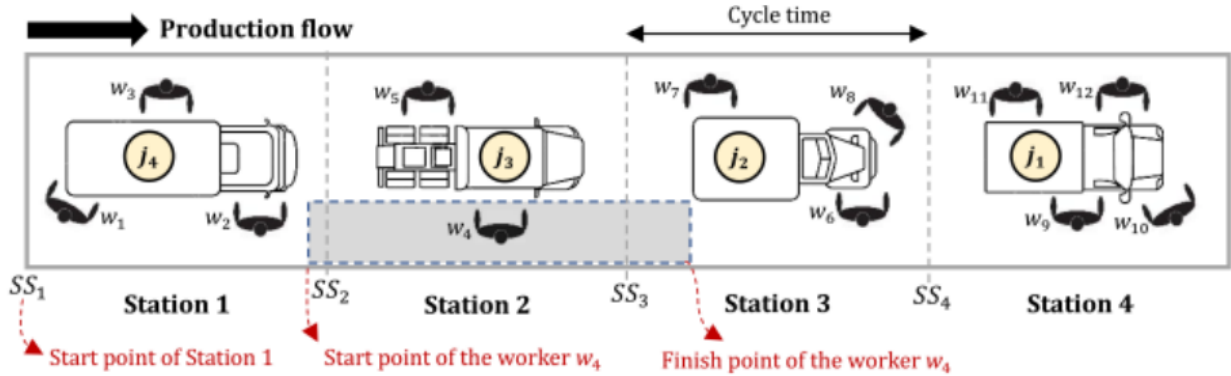 Production flow
Cycle time
w₃
w₅
w₇
w₈
w₁₁
w₁₂
j₄
j₃
j₂
j₁
w₁
w₂
w₄
w₆
w₉
w₁₀
SS₁
Station 1
SS₂
Station 2
SS₃
Station 3
SS₄
Station 4
Start point of Station 1
Start point of the worker w₄
Finish point of the worker w₄